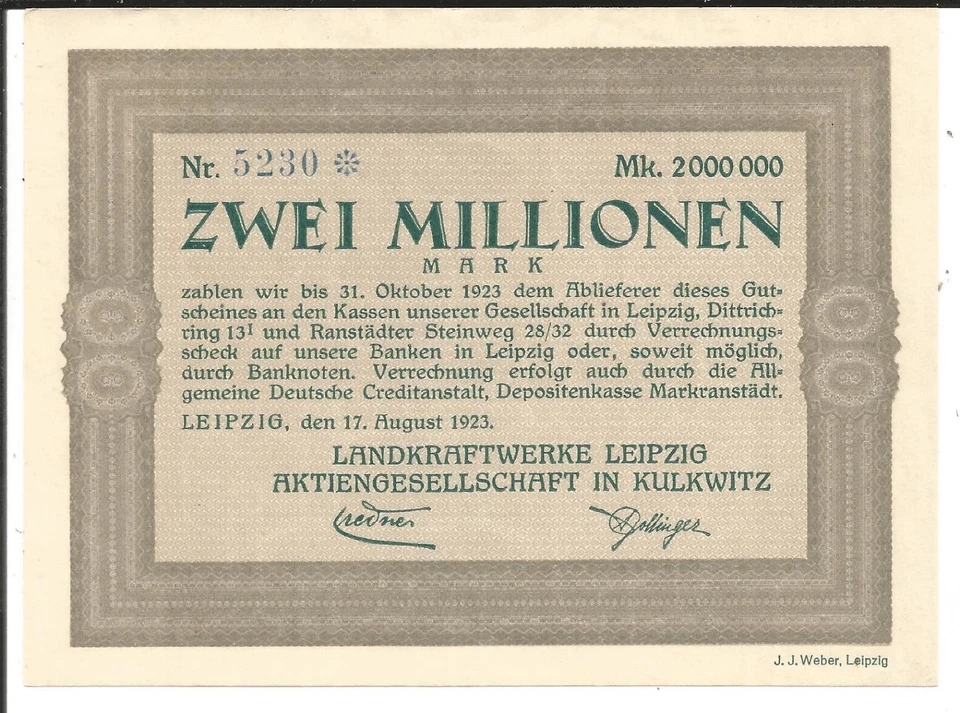 Nr. 5230 *
Mk. 2000000
ZWEI MILLIONEN
MARK
zahlen wir bis 31. Oktober 1923 dem Ablieferer dieses Gut=
scheines an den Kassen unserer Gesellschaft in Leipzig, Dittrich=
ring 13I und Ranstädter Steinweg 28/32 durch Verrechnungs=
scheck auf unsere Banken in Leipzig oder, soweit möglich,
durch Banknoten. Verrechnung erfolgt auch durch die All=
gemeine Deutsche Creditanstalt, Depositenkasse Markranstädt.
LEIPZIG, den 17. August 1923.
LANDKRAFTWERKE LEIPZIG
AKTIENGESELLSCHAFT IN KULKWITZ
Credner
Dollinger
J. J. Weber, Leipzig